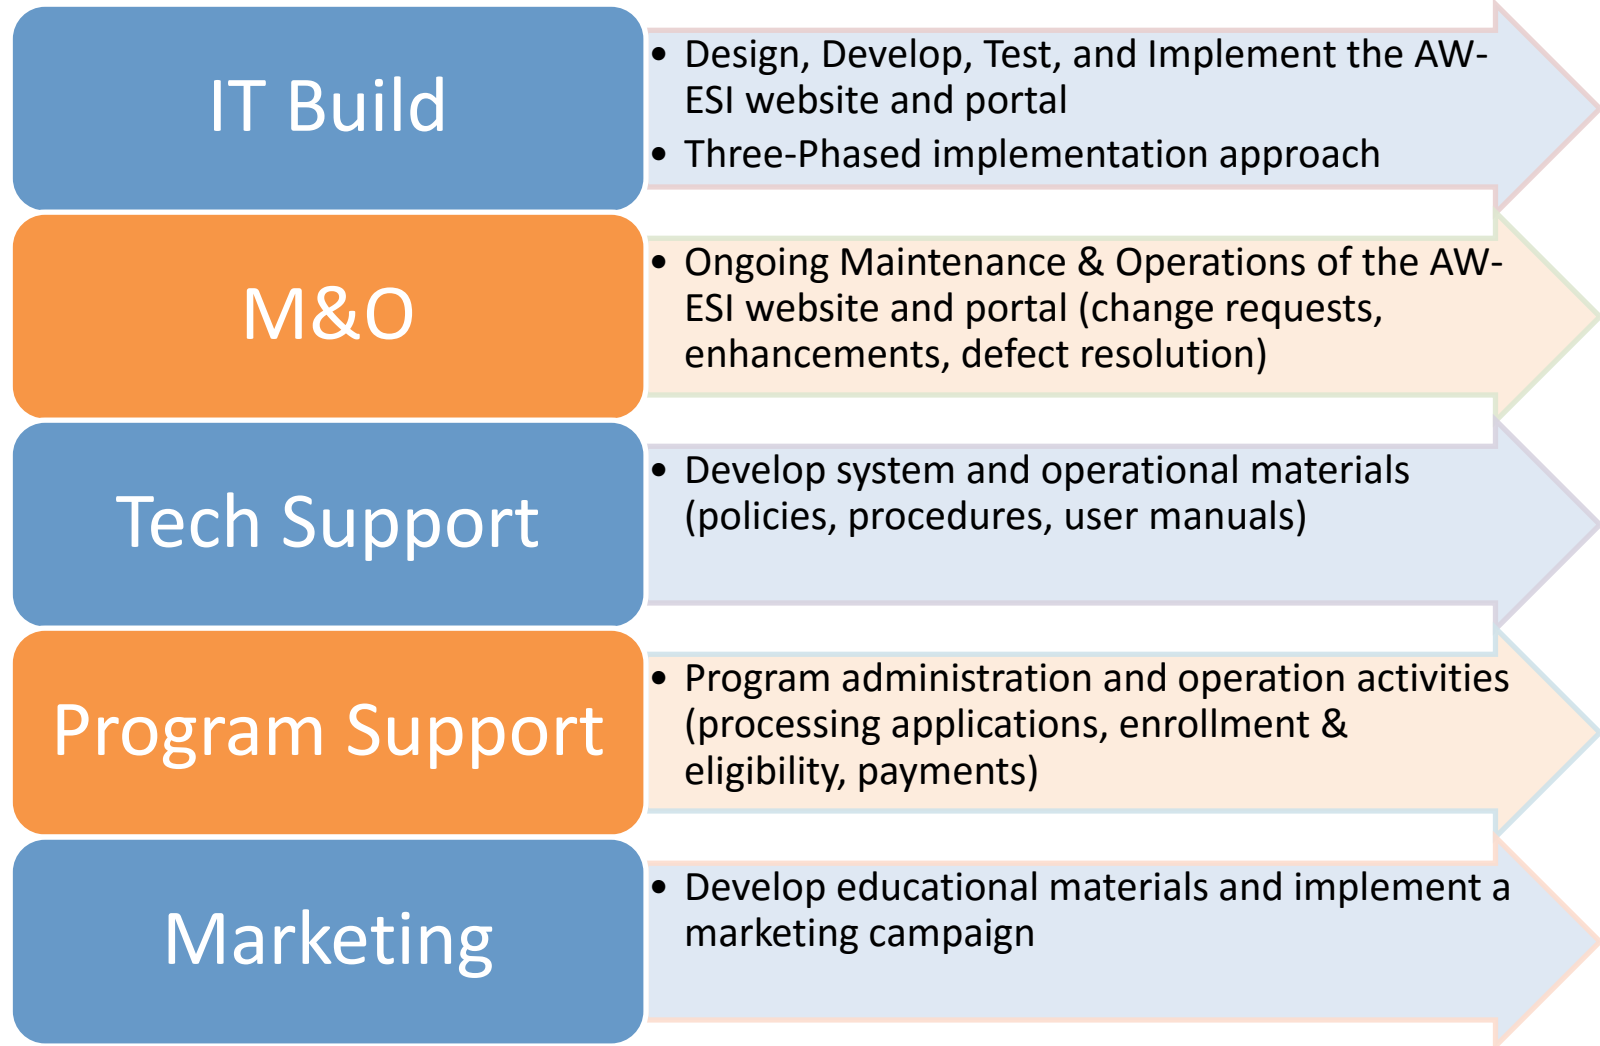 IT Build
• Design, Develop, Test, and Implement the AW-
ESI website and portal
• Three-Phased implementation approach
M&O
• Ongoing Maintenance & Operations of the AW-
ESI website and portal (change requests,
enhancements, defect resolution)
Tech Support
• Develop system and operational materials
(policies, procedures, user manuals)
Program Support
• Program administration and operation activities
(processing applications, enrollment &
eligibility, payments)
Marketing
• Develop educational materials and implement a
marketing campaign